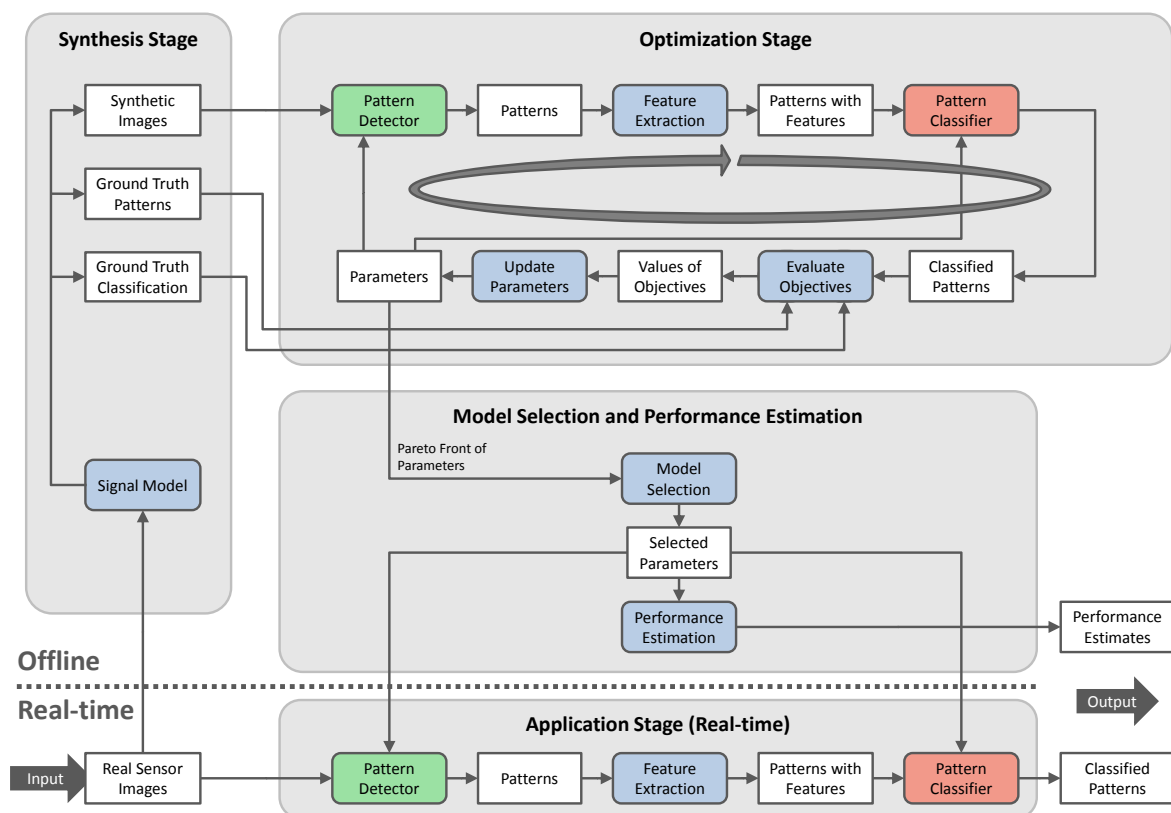 Synthesis Stage
Synthetic
Images
Ground Truth
Patterns
Ground Truth
Classification
Signal Model
Optimization Stage
Pattern
Detector
Patterns
Feature
Extraction
Patterns with
Features
Pattern
Classifier
Parameters
Update
Parameters
Values of
Objectives
Evaluate
Objectives
Classified
Patterns
Model Selection and Performance Estimation
Pareto Front of
Parameters
Model
Selection
Selected
Parameters
Performance
Estimation
Performance
Estimates
Offline
Real-time
Output
Application Stage (Real-time)
Input
Real Sensor
Images
Pattern
Detector
Patterns
Feature
Extraction
Patterns with
Features
Pattern
Classifier
Classified
Patterns